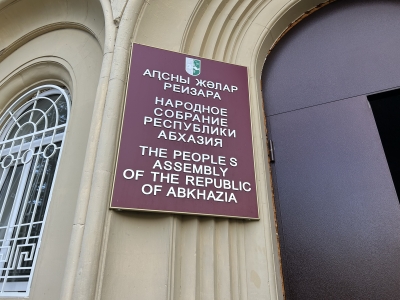 АԤСНЫ ЖӘЛАР
РЕИЗАРА
НАРОДНОЕ
СОБРАНИЕ
РЕСПУБЛИКИ
АБХАЗИЯ
THE PEOPLE S
ASSEMBLY
OF THE REPUBLIC
OF ABKHAZIA